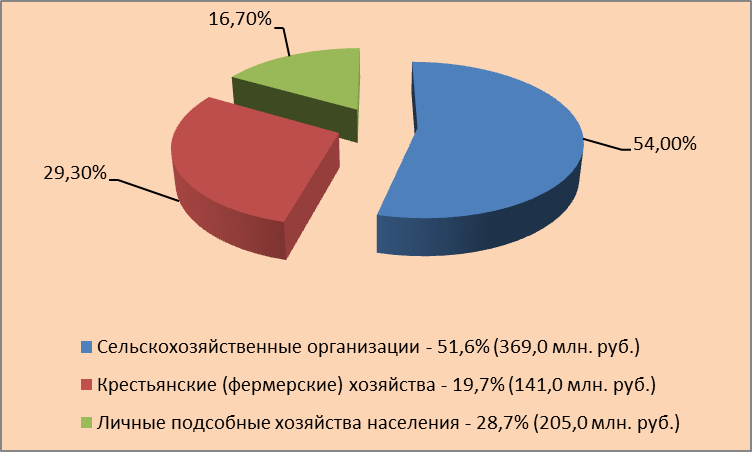 16,70%
54,00%
29,30%
Сельскохозяйственные организации - 51,6% (369,0 млн. руб.)
Крестьянские (фермерские) хозяйства - 19,7% (141,0 млн. руб.)
Личные подсобные хозяйства населения - 28,7% (205,0 млн. руб.)